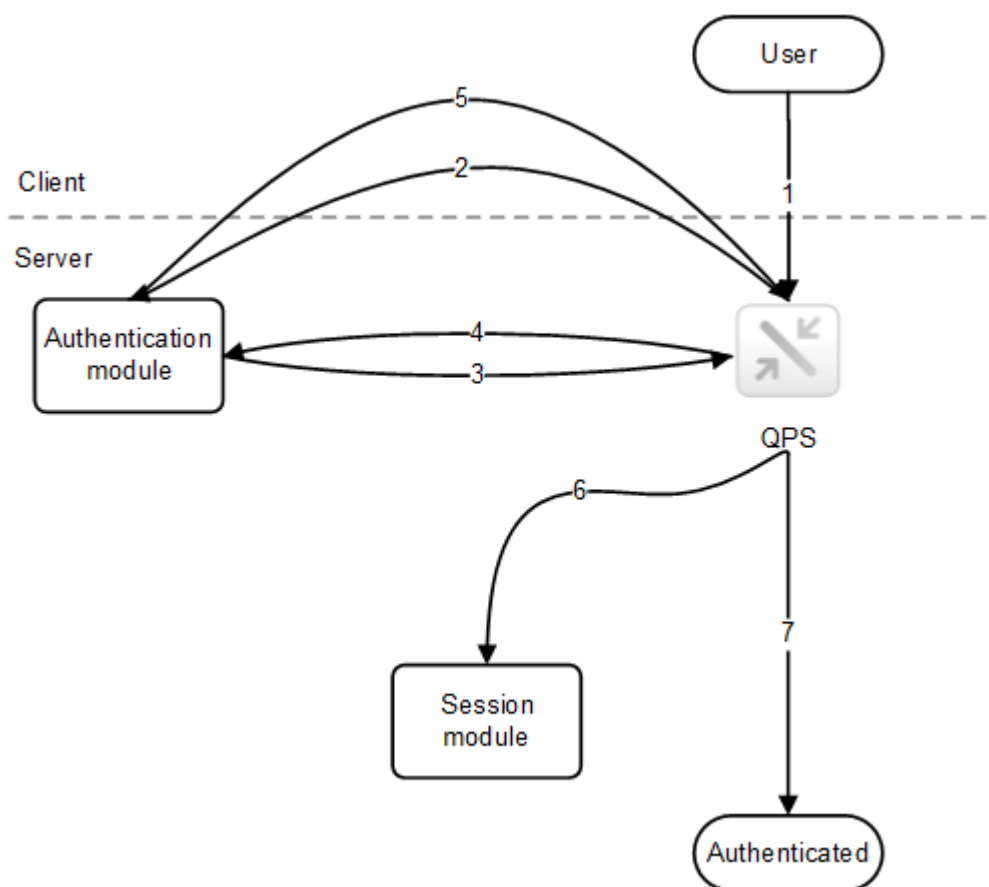 User
5
2
Client
1
Server
Authentication
module
4
3
QPS
6
7
Session
module
Authenticated